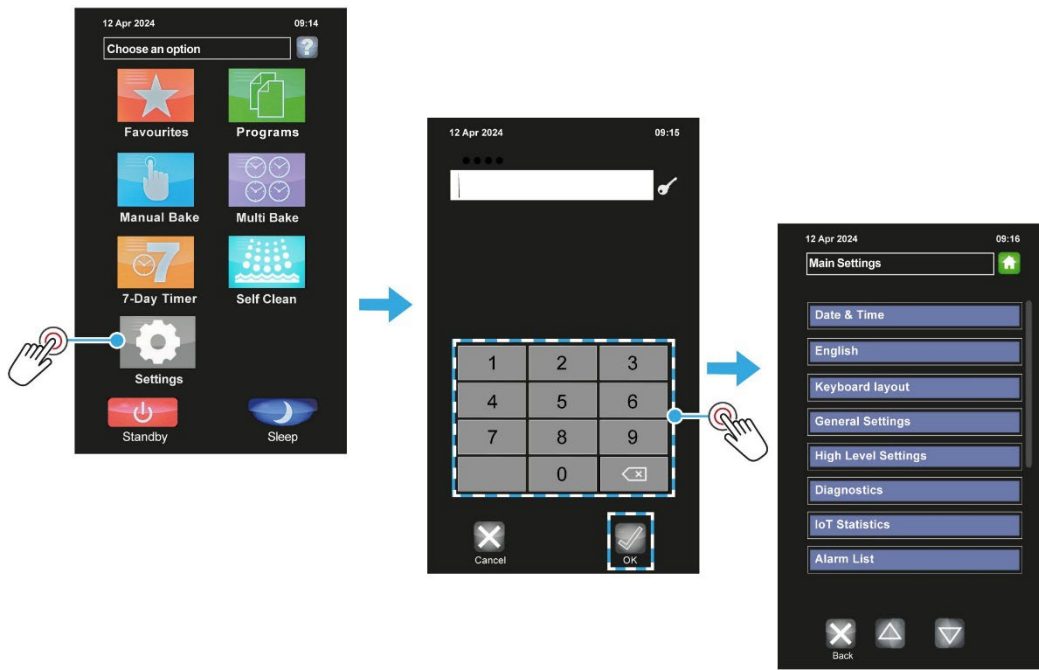 12 Apr 2024 09:14
Choose an option ?
Favourites Programs
Manual Bake Multi Bake
7
7-Day Timer Self Clean
Settings
Standby Sleep
12 Apr 2024 09:15
1 2 3
4 5 6
7 8 9
0
Cancel OK
12 Apr 2024 09:16
Main Settings
Date & Time
English
Keyboard layout
General Settings
High Level Settings
Diagnostics
IoT Statistics
Alarm List
Back